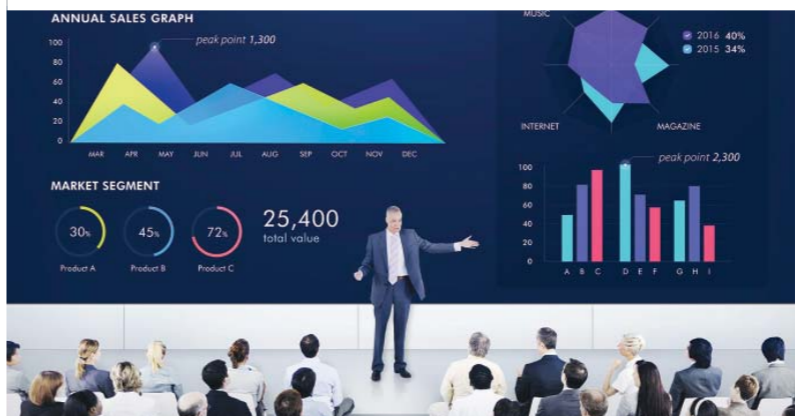 ANNUAL SALES GRAPH
peak point 1,300
100
80
60
40
20
0
MAR APR MAY JUN JUL AUG SEP OCT NOV DEC
MARKET SEGMENT
30%
45%
72%
Product A
Product B
Product C
25,400
total value
MUSIC
2016 40%
2015 34%
INTERNET
MAGAZINE
peak point 2,300
100
80
60
40
20
0
A B C D E F G H I